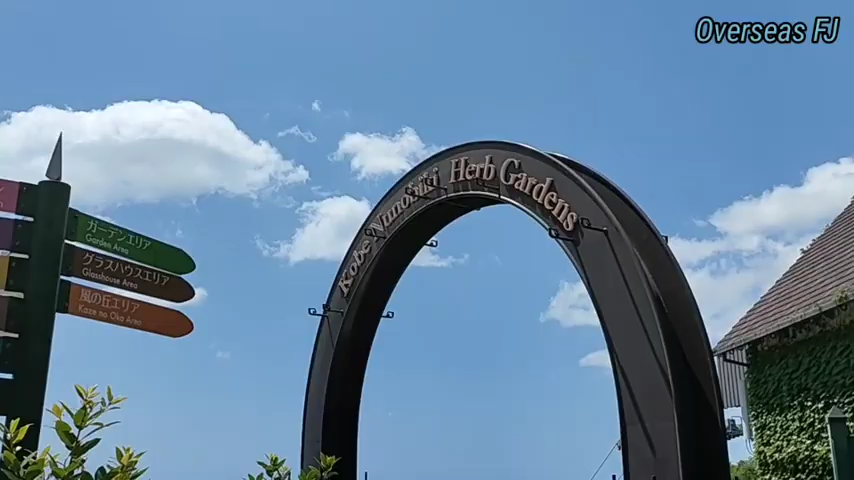 Overseas FJ
Kobe Nunobiki Herb Gardens
ガーデンエリア
Garden Area
グラスハウスエリア
Glasshouse Area
風の丘エリア
Kaze no Oka Area